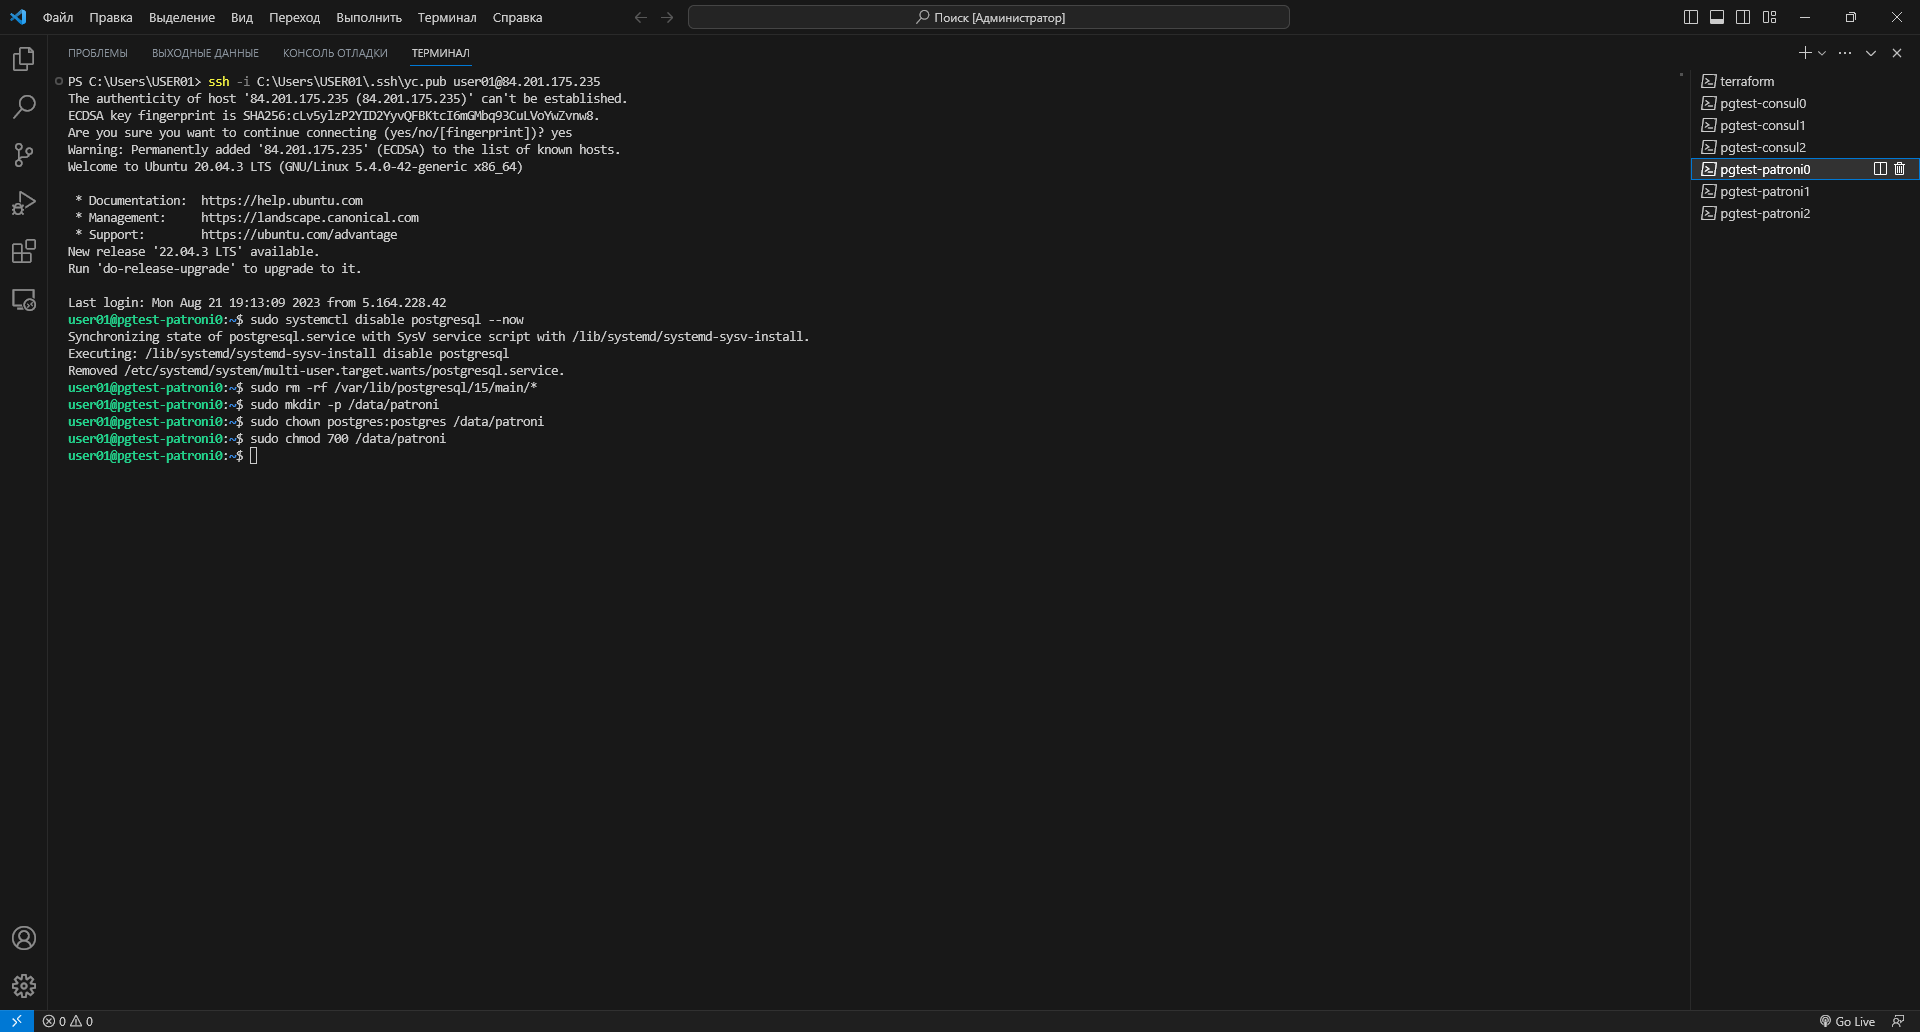 Файл Правка Выделение Вид Переход Выполнить Терминал Справка
Поиск [Администратор]
ПРОБЛЕМЫ ВЫХОДНЫЕ ДАННЫЕ КОНСОЛЬ ОТЛАДКИ ТЕРМИНАЛ
PS C:\Users\USER01> ssh -i C:\Users\USER01\.ssh\yc.pub user01@84.201.175.235
The authenticity of host '84.201.175.235 (84.201.175.235)' can't be established.
ECDSA key fingerprint is SHA256:cLv5ylzP2YID2YyvQFBKtcI6mGMbq93CuLVoYwZvnw8.
Are you sure you want to continue connecting (yes/no/[fingerprint])? yes
Warning: Permanently added '84.201.175.235' (ECDSA) to the list of known hosts.
Welcome to Ubuntu 20.04.3 LTS (GNU/Linux 5.4.0-42-generic x86_64)
* Documentation: https://help.ubuntu.com
* Management: https://landscape.canonical.com
* Support: https://ubuntu.com/advantage
New release '22.04.3 LTS' available.
Run 'do-release-upgrade' to upgrade to it.
Last login: Mon Aug 21 19:13:09 2023 from 5.164.228.42
user01@pgtest-patroni0:~$ sudo systemctl disable postgresql --now
Synchronizing state of postgresql.service with SysV service script with /lib/systemd/systemd-sysv-install.
Executing: /lib/systemd/systemd-sysv-install disable postgresql
Removed /etc/systemd/system/multi-user.target.wants/postgresql.service.
user01@pgtest-patroni0:~$ sudo rm -rf /var/lib/postgresql/15/main/*
user01@pgtest-patroni0:~$ sudo mkdir -p /data/patroni
user01@pgtest-patroni0:~$ sudo chown postgres:postgres /data/patroni
user01@pgtest-patroni0:~$ sudo chmod 700 /data/patroni
user01@pgtest-patroni0:~$
terraform
pgtest-consul0
pgtest-consul1
pgtest-consul2
pgtest-patroni0
pgtest-patroni1
pgtest-patroni2
0 0
Go Live